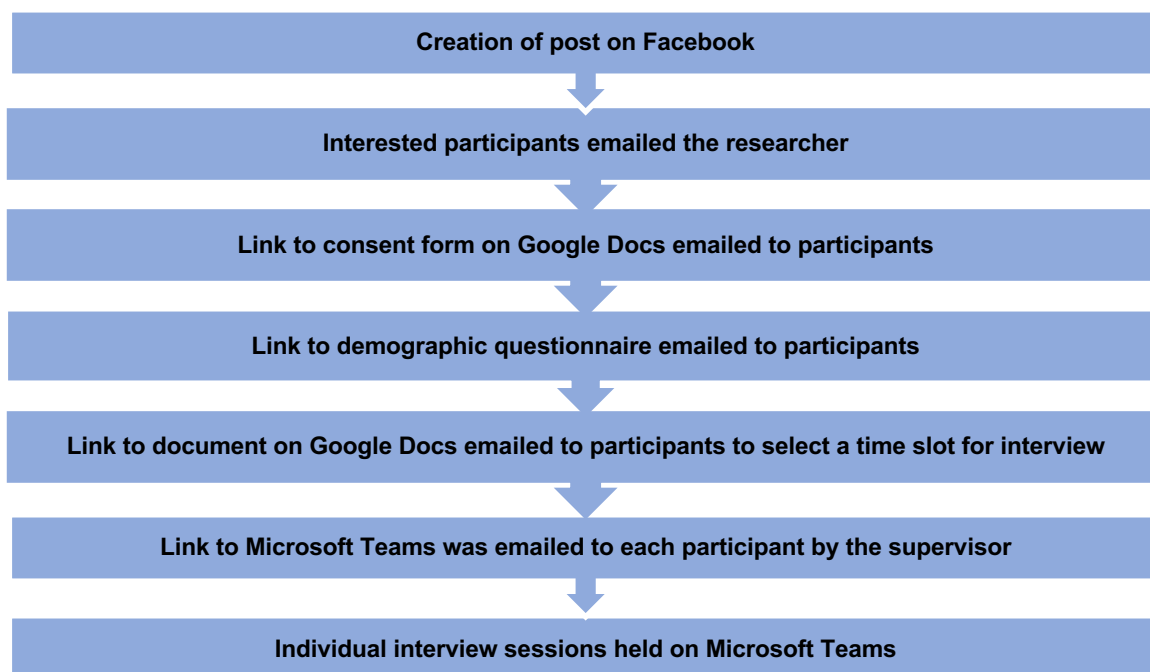 Creation of post on Facebook
Interested participants emailed the researcher
Link to consent form on Google Docs emailed to participants
Link to demographic questionnaire emailed to participants
Link to document on Google Docs emailed to participants to select a time slot for interview
Link to Microsoft Teams was emailed to each participant by the supervisor
Individual interview sessions held on Microsoft Teams